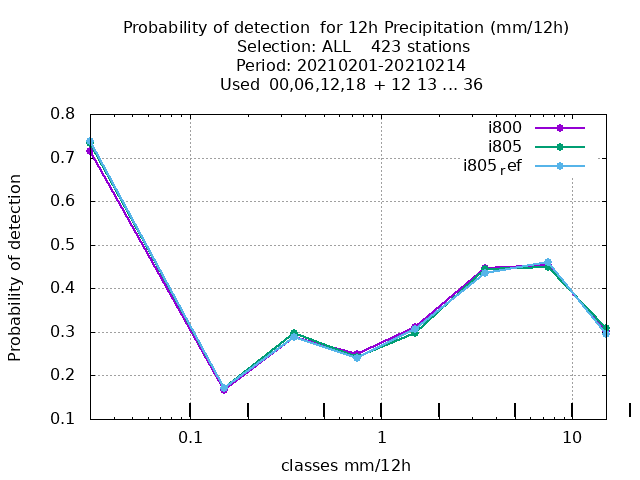 Probability of detection for 12h Precipitation (mm/12h)
Selection: ALL 423 stations
Period: 20210201-20210214
Used 00,06,12,18 + 12 13 ... 36
i800
i805
i805ref
Probability of detection
0.8
0.7
0.6
0.5
0.4
0.3
0.2
0.1
0.1 1 10
classes mm/12h